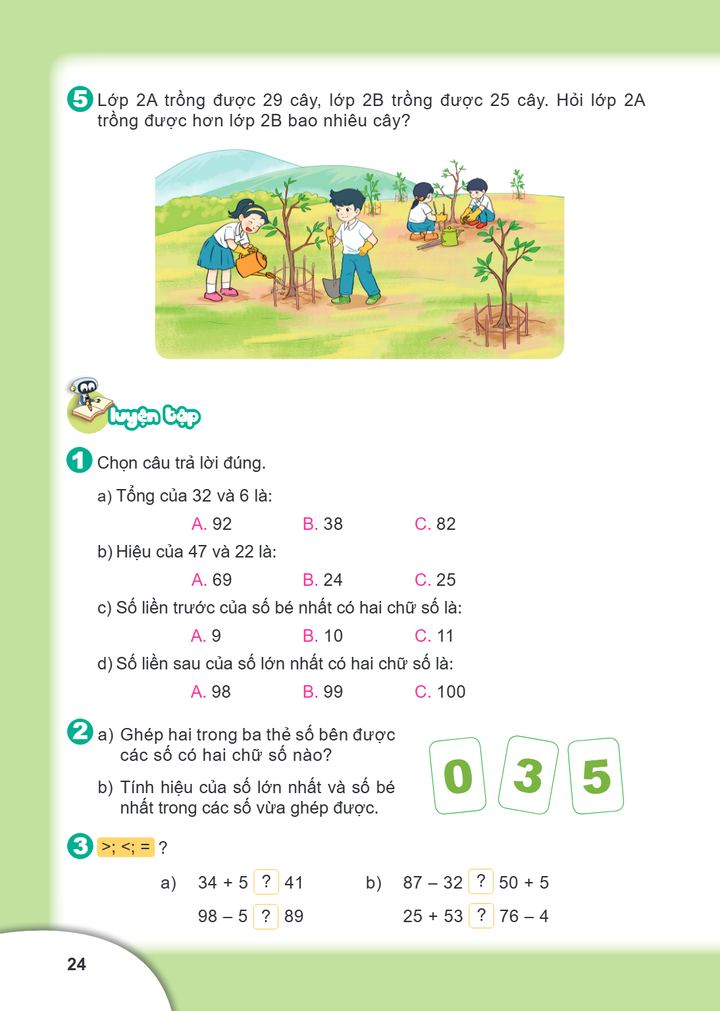 5 Lớp 2A trồng được 29 cây, lớp 2B trồng được 25 cây. Hỏi lớp 2A
trồng được hơn lớp 2B bao nhiêu cây?
luyện tập
1 Chọn câu trả lời đúng.
a) Tổng của 32 và 6 là:
A. 92 B. 38 C. 82
b) Hiệu của 47 và 22 là:
A. 69 B. 24 C. 25
c) Số liền trước của số bé nhất có hai chữ số là:
A. 9 B. 10 C. 11
d) Số liền sau của số lớn nhất có hai chữ số là:
A. 98 B. 99 C. 100
2 a) Ghép hai trong ba thẻ số bên được
các số có hai chữ số nào?
b) Tính hiệu của số lớn nhất và số bé
nhất trong các số vừa ghép được.
0 3 5
3 >; <; = ?
a) 34 + 5 ? 41 b) 87 – 32 ? 50 + 5
98 – 5 ? 89 25 + 53 ? 76 – 4
24